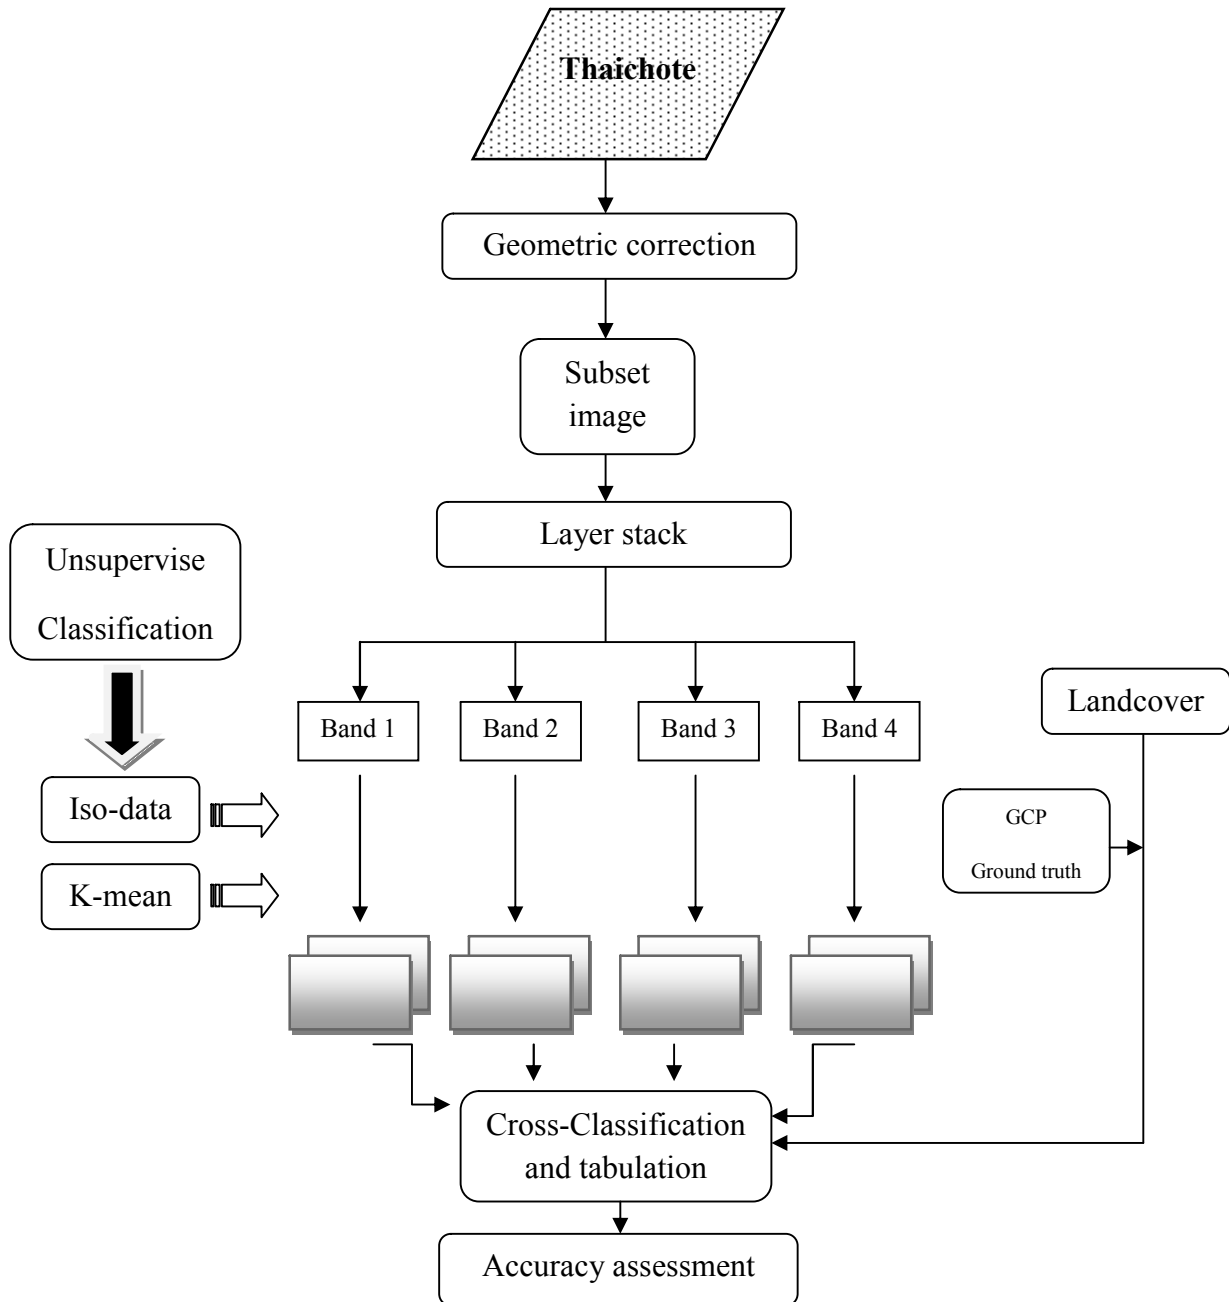 Thaichote
Geometric correction
Subset
image
Layer stack
Unsupervise
Classification
Band 1
Band 2
Band 3
Band 4
Landcover
Iso-data
K-mean
GCP
Ground truth
Cross-Classification
and tabulation
Accuracy assessment